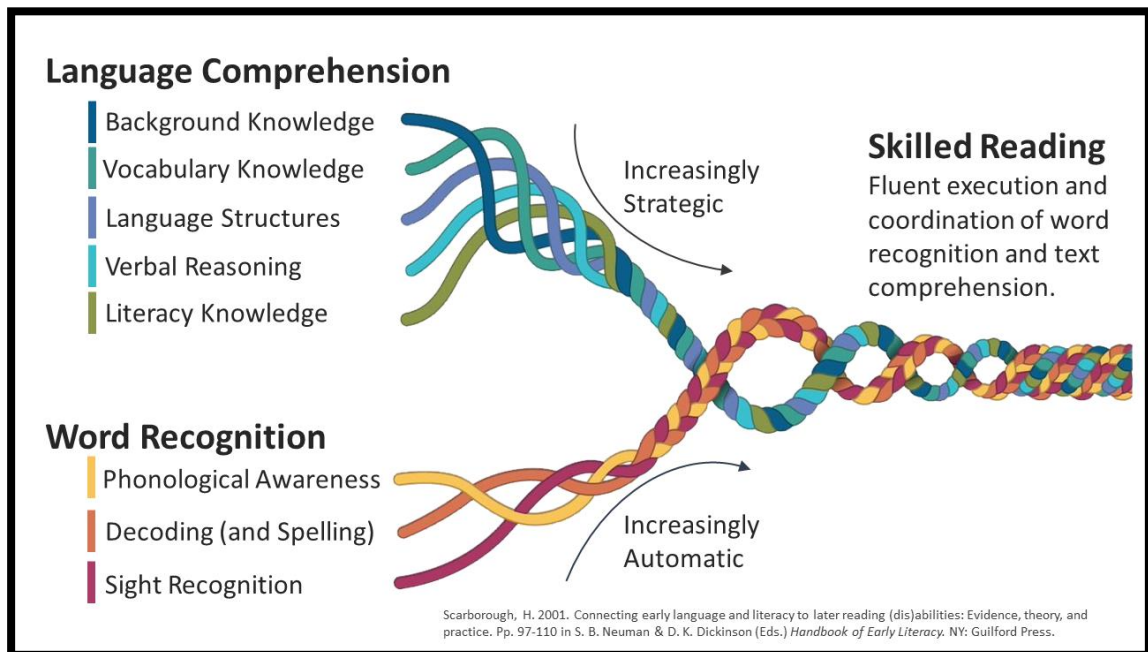 Language Comprehension
Background Knowledge
Vocabulary Knowledge
Language Structures
Verbal Reasoning
Literacy Knowledge
Word Recognition
Phonological Awareness
Decoding (and Spelling)
Sight Recognition
Increasingly
Strategic
Increasingly
Automatic
Skilled Reading
Fluent execution and
coordination of word
recognition and text
comprehension.
Scarborough, H. 2001. Connecting early language and literacy to later reading (dis)abilities: Evidence, theory, and
practice. Pp. 97-110 in S. B. Neuman & D. K. Dickinson (Eds.) Handbook of Early Literacy. NY: Guilford Press.